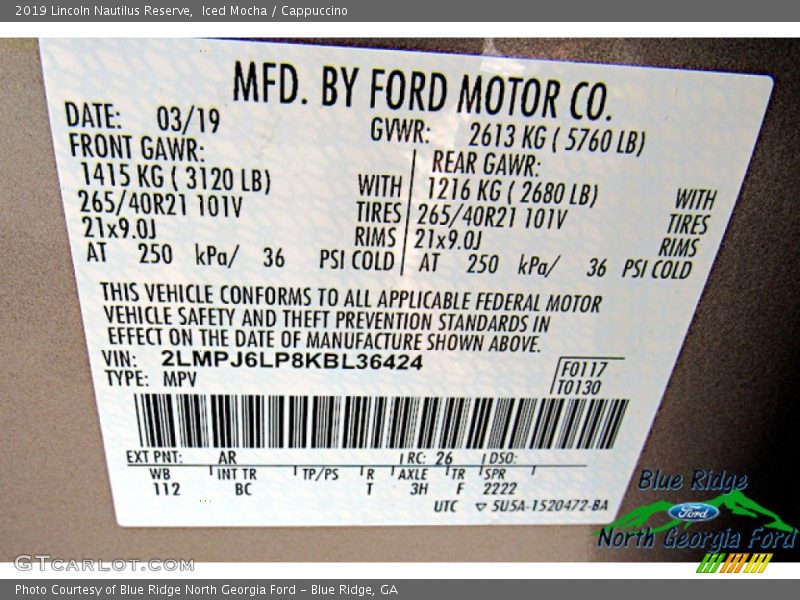 2019 Lincoln Nautilus Reserve,  Iced Mocha / Cappuccino
MFD. BY FORD MOTOR CO.
DATE: 03/19 GVWR: 2613 KG ( 5760 LB)
FRONT GAWR: REAR GAWR:
1415 KG ( 3120 LB) WITH 1216 KG ( 2680 LB) WITH
265/40R21 101V TIRES 265/40R21 101V TIRES
21x9.0J RIMS 21x9.0J RIMS
AT 250 kPa/ 36 PSI COLD AT 250 kPa/ 36 PSI COLD
THIS VEHICLE CONFORMS TO ALL APPLICABLE FEDERAL MOTOR
VEHICLE SAFETY AND THEFT PREVENTION STANDARDS IN
EFFECT ON THE DATE OF MANUFACTURE SHOWN ABOVE.
VIN: 2LMPJ6LP8KBL36424 F0117
TYPE: MPV T0130
EXT PNT: AR RC: 26 DSO:
WB INT TR TP/PS R AXLE TR SPR
112 BC T 3H F 2222
UTC ▽ 5U5A-1520472-BA
Blue Ridge
Ford
North Georgia Ford
GTcarlot.com
Photo Courtesy of Blue Ridge North Georgia Ford – Blue Ridge, GA